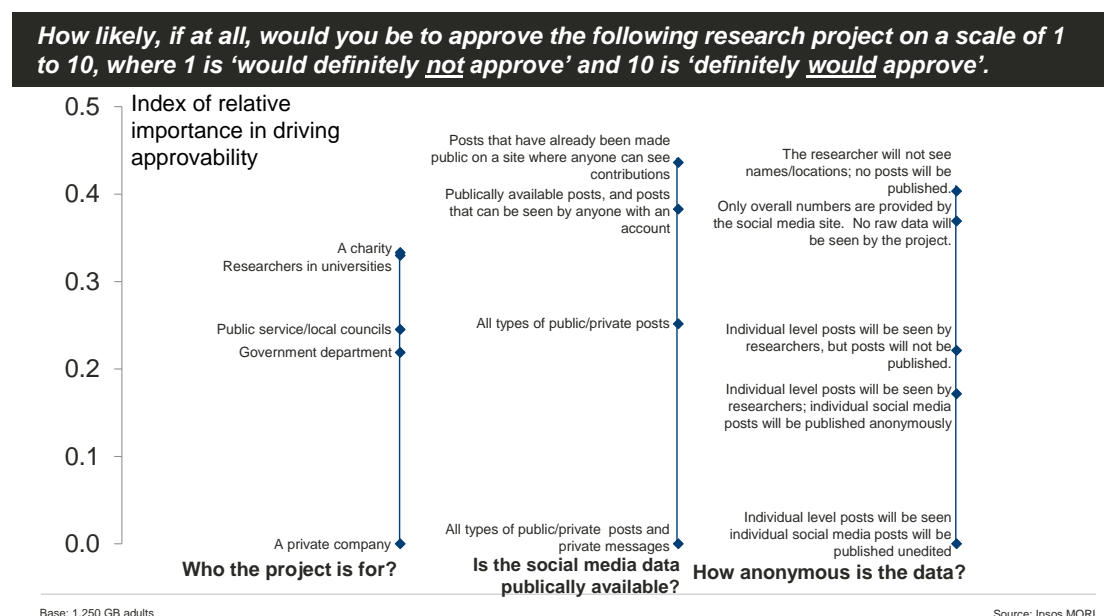 How likely, if at all, would you be to approve the following research project on a scale of 1
to 10, where 1 is ‘would definitely not approve’ and 10 is ‘definitely would approve’.
Index of relative
importance in driving
approvability
0.5
0.4
0.3
0.2
0.1
0.0
A charity
Researchers in universities
Public service/local councils
Government department
A private company
Who the project is for?
Posts that have already been made
public on a site where anyone can see
contributions
Publically available posts, and posts
that can be seen by anyone with an
account
All types of public/private posts
All types of public/private posts and
private messages
Is the social media data
publically available?
The researcher will not see
names/locations; no posts will be
published.
Only overall numbers are provided by
the social media site. No raw data will
be seen by the project.
Individual level posts will be seen by
researchers, but posts will not be
published.
Individual level posts will be seen by
researchers; individual social media
posts will be published anonymously
Individual level posts will be seen
individual social media posts will be
published unedited
How anonymous is the data?
Base: 1,250 GB adults
Source: Ipsos MORI